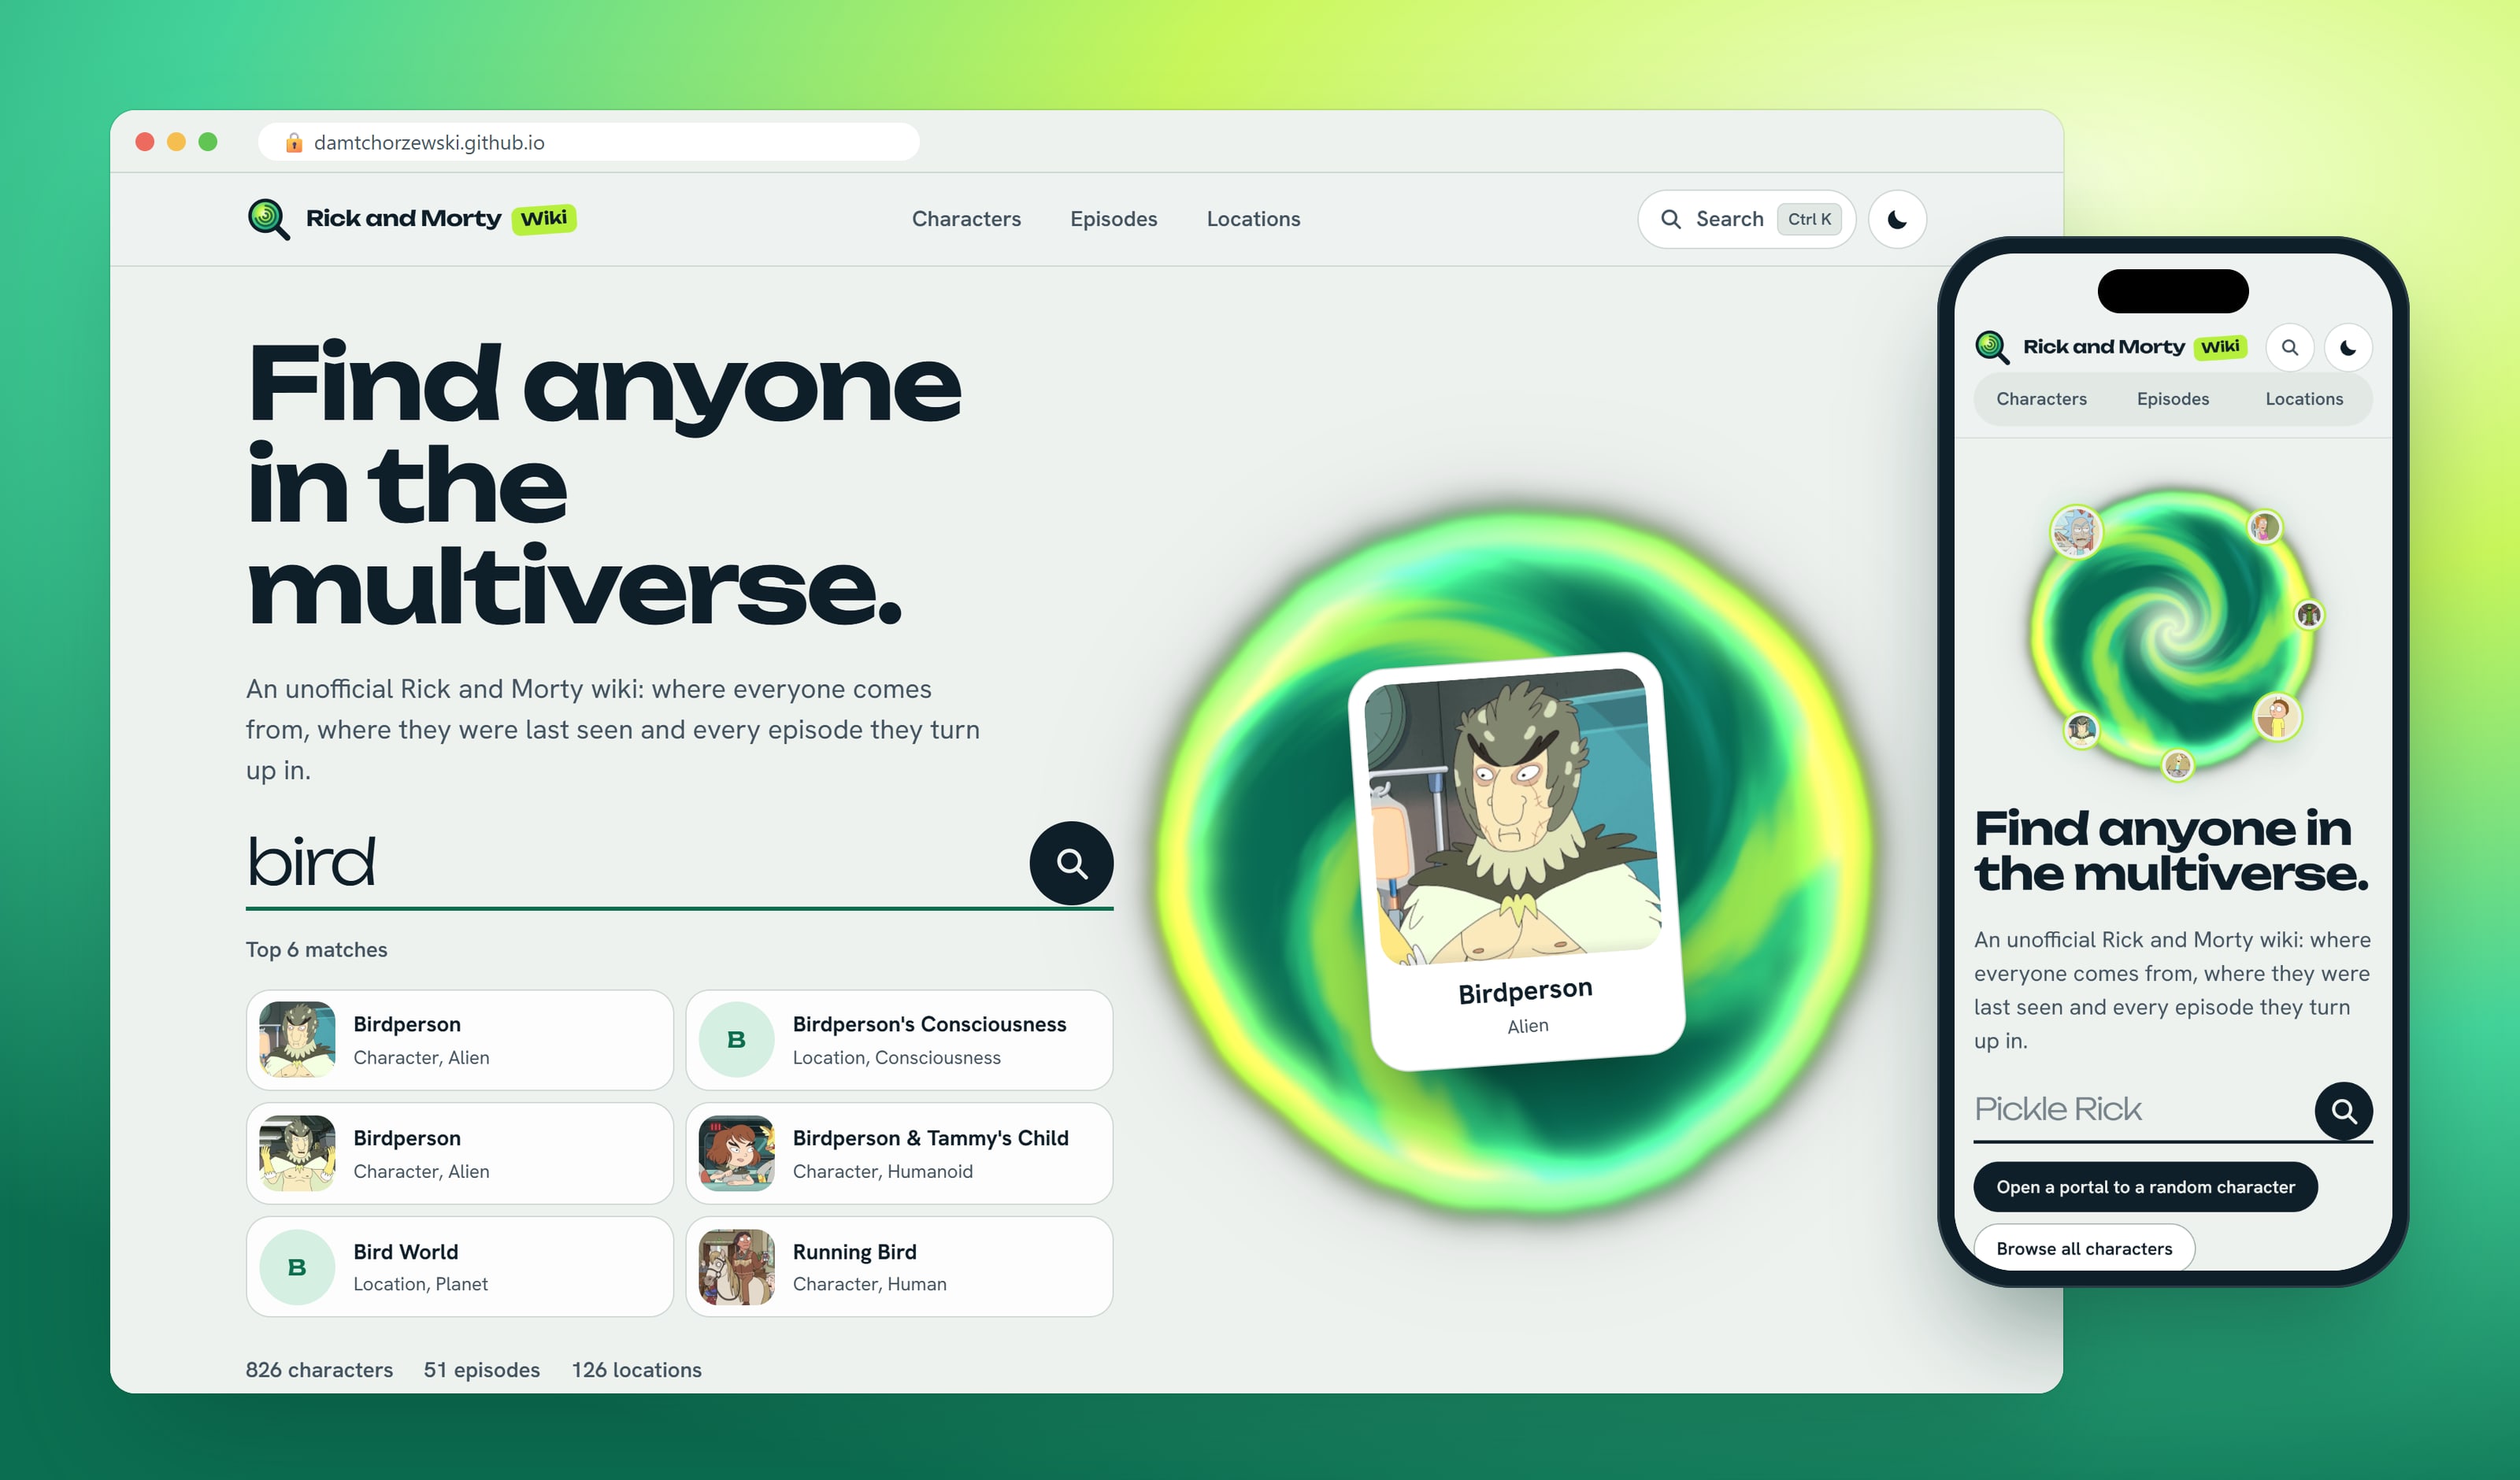 damtchorzewski.github.io
Rick and Morty Wiki
Characters Episodes Locations
Search Ctrl K
Find anyone
in the
multiverse.
An unofficial Rick and Morty wiki: where everyone comes
from, where they were last seen and every episode they turn
up in.
bird
Top 6 matches
Birdperson
Character, Alien
Birdperson's Consciousness
Location, Consciousness
B
Birdperson
Character, Alien
Birdperson & Tammy's Child
Character, Humanoid
B
Bird World
Location, Planet
Running Bird
Character, Human
826 characters 51 episodes 126 locations
Birdperson
Alien
Rick and Morty Wiki
Characters Episodes Locations
Find anyone in
the multiverse.
An unofficial Rick and Morty wiki: where
everyone comes from, where they were
last seen and every episode they turn
up in.
Pickle Rick
Open a portal to a random character
Browse all characters